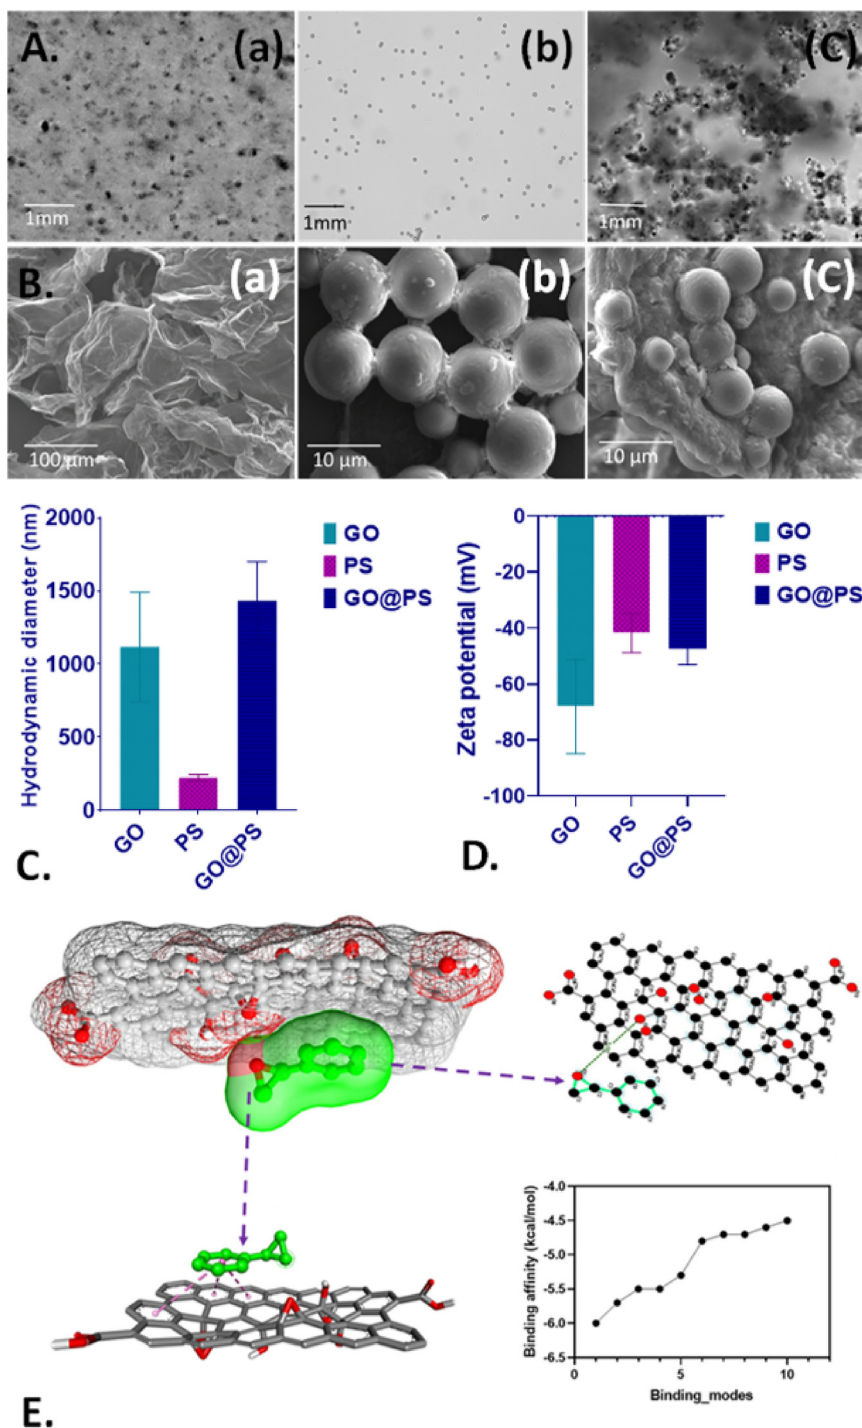 A. (a) (b) (C)
1mm 1mm 1mm
B. (a) (b) (C)
100 µm 10 µm 10 µm
Hydrodynamic diameter (nm)
2000
1500
1000
500
0
GO PS GO@PS
GO
PS
GO@PS
C.
Zeta potential (mV)
0
-20
-40
-60
-80
-100
GO PS GO@PS
GO
PS
GO@PS
D.
Binding affinity (kcal/mol)
-4.0
-4.5
-5.0
-5.5
-6.0
-6.5
0 5 10
Binding_modes
E.